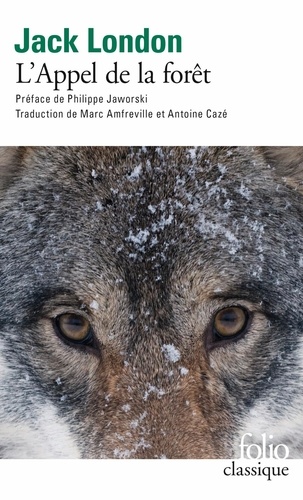 Jack London
L'Appel de la forêt
Préface de Philippe Jaworski
Traduction de Marc Amfreville et Antoine Cazé
folio
classique